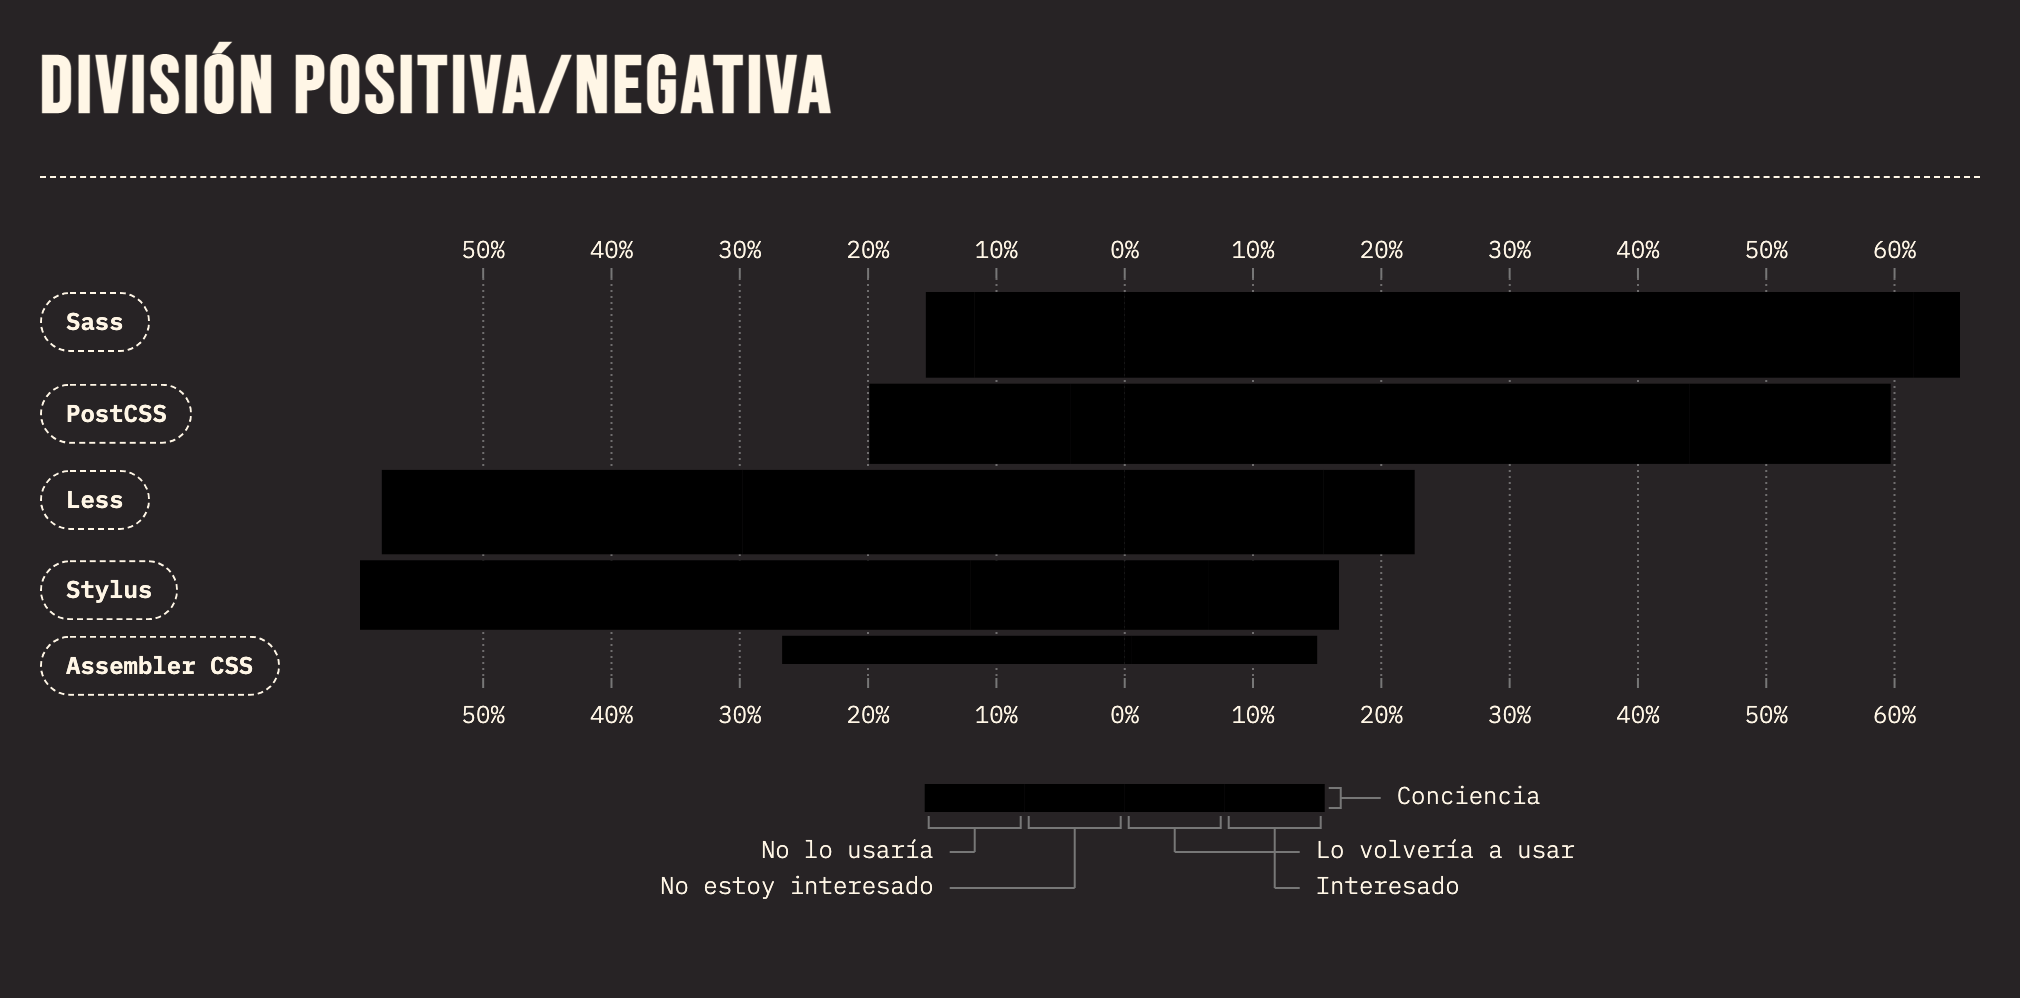 DIVISIÓN POSITIVA/NEGATIVA
50% 40% 30% 20% 10% 0% 10% 20% 30% 40% 50% 60%
Sass
PostCSS
Less
Stylus
Assembler CSS
50% 40% 30% 20% 10% 0% 10% 20% 30% 40% 50% 60%
Conciencia
No lo usaría
Lo volvería a usar
No estoy interesado
Interesado